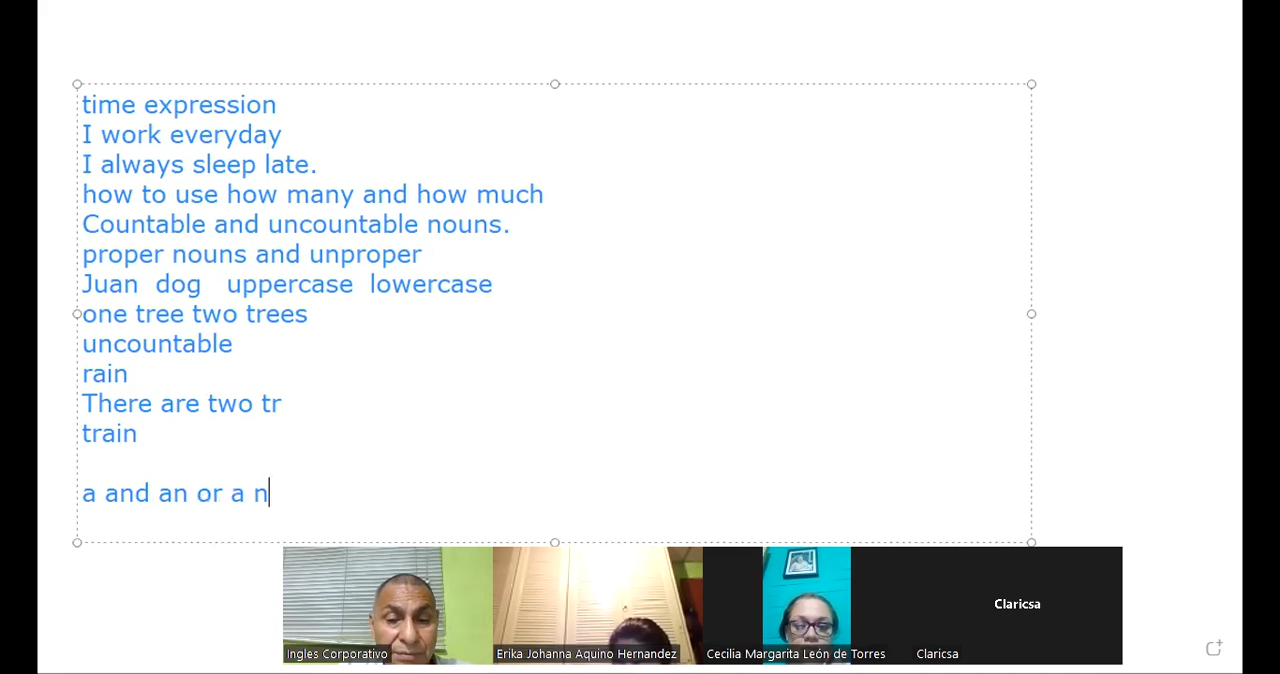 time expression
I work everyday
I always sleep late.
how to use how many and how much
Countable and uncountable nouns.
proper nouns and unproper
Juan dog uppercase lowercase
one tree two trees
uncountable
rain
There are two tr
train
a and an or a n
Claricsa
Ingles Corporativo
Erika Johanna Aquino Hernandez
Cecilia Margarita León de Torres
Claricsa